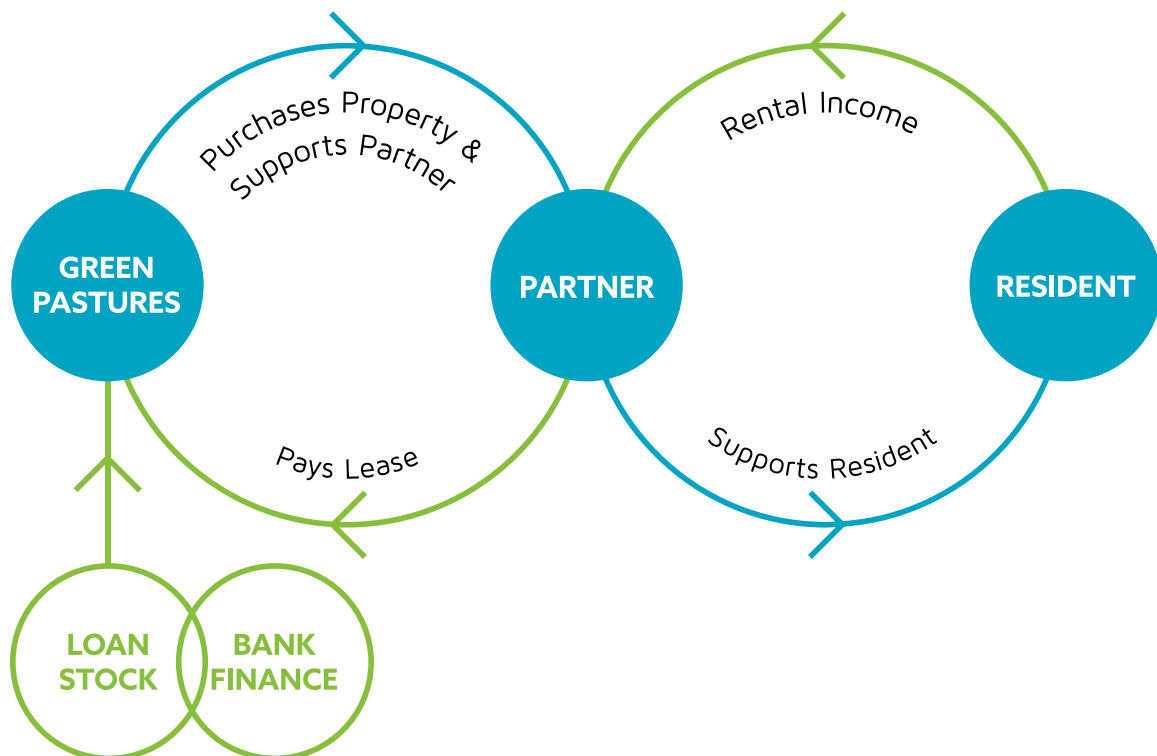 Purchases Property &
Supports Partner
Rental Income
GREEN
PASTURES
PARTNER
RESIDENT
Pays Lease
Supports Resident
LOAN
STOCK
BANK
FINANCE